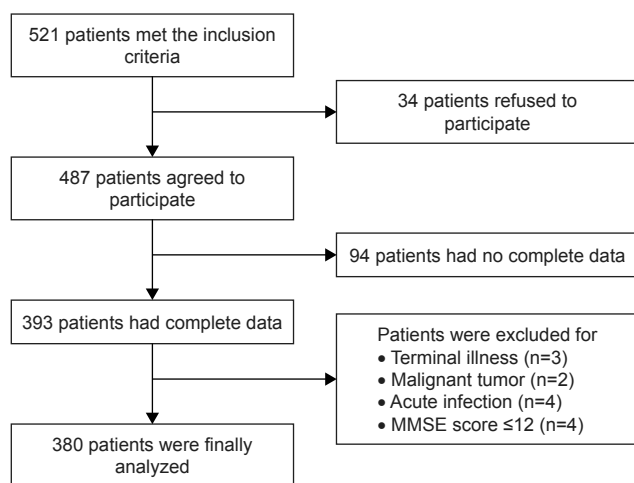 521 patients met the inclusion
criteria
34 patients refused to
participate
487 patients agreed to
participate
94 patients had no complete data
393 patients had complete data
Patients were excluded for
• Terminal illness (n=3)
• Malignant tumor (n=2)
• Acute infection (n=4)
• MMSE score ≤12 (n=4)
380 patients were finally
analyzed